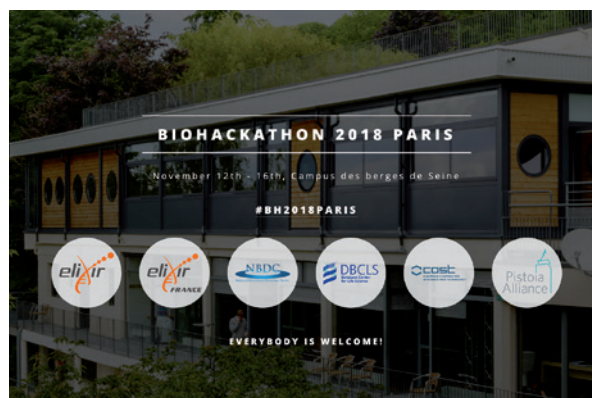 BIOHACKATHON 2018 PARIS
November 12th - 16th, Campus des berges de Seine
#BH2018PARIS
elixir
elixir
FRANCE
NBDC
DBCLS
cost
Pistoia
Alliance
EVERYBODY IS WELCOME!